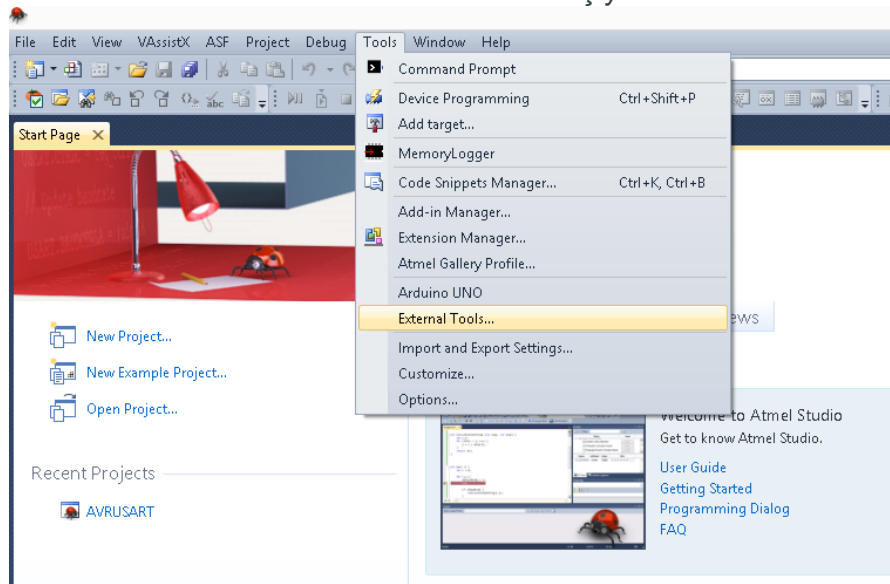 File Edit View VAssistX ASF Project Debug Tools Window Help
Command Prompt
Device Programming Ctrl+Shift+P
Add target...
MemoryLogger
Code Snippets Manager... Ctrl+K, Ctrl+B
Add-in Manager...
Extension Manager...
Atmel Gallery Profile...
Arduino UNO
External Tools...
Import and Export Settings...
Customize...
Options...
Start Page
New Project...
New Example Project...
Open Project...
Recent Projects
AVRUSART
Welcome to Atmel Studio
Get to know Atmel Studio.
User Guide
Getting Started
Programming Dialog
FAQ